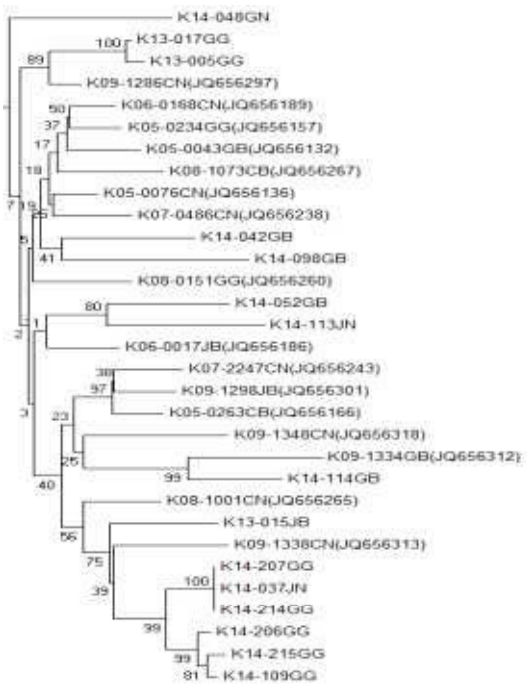 K14-048GN
100
K13-017GG
K13-005GG
89
K09-1286CN(JQ656297)
50
K06-0168CN(JQ656189)
37
K05-0234GG(JQ656157)
17
K05-0043GB(JQ656132)
18
K08-1073CB(JQ656267)
K05-0076CN(JQ656136)
7
19
25
K07-0486CN(JQ656238)
5
K14-042GB
41
K14-098GB
K08-0151GG(JQ656260)
80
K14-052GB
2
1
K14-113JN
K06-0017JB(JQ656186)
38
K07-2247CN(JQ656243)
97
K09-1298JB(JQ656301)
3
23
K05-0263CB(JQ656166)
K09-1348CN(JQ656318)
25
K09-1334GB(JQ656312)
99
K14-114GB
40
K08-1001CN(JQ656265)
56
K13-015JB
75
K09-1338CN(JQ656313)
K14-207GG
100
K14-037JN
39
K14-214GG
99
K14-206GG
99
K14-215GG
81
K14-109GG